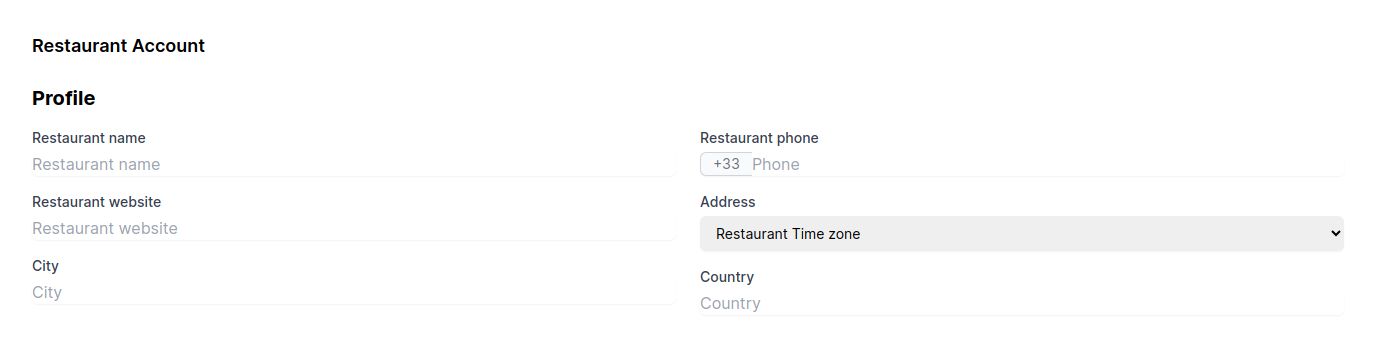 Restaurant Account
Profile
Restaurant name
Restaurant name
Restaurant phone
+33 Phone
Restaurant website
Restaurant website
Address
Restaurant Time zone
City
City
Country
Country